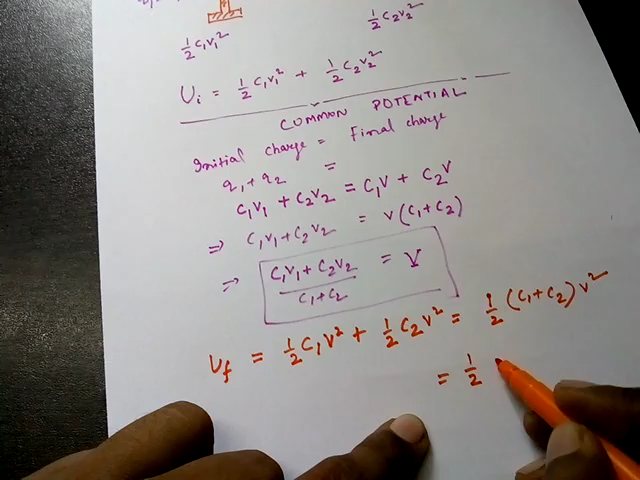 ½C₁V₁² ½C₂V₂²
Uᵢ = ½C₁V₁² + ½C₂V₂²
COMMON POTENTIAL
Initial charge = Final charge
q₁ + q₂ =
C₁V₁ + C₂V₂ = C₁V + C₂V
⇒ C₁V₁ + C₂V₂ = V(C₁+C₂)
⇒ (C₁V₁ + C₂V₂)/(C₁+C₂) = V
U_f = ½C₁V² + ½C₂V² = ½(C₁+C₂)V²
= ½